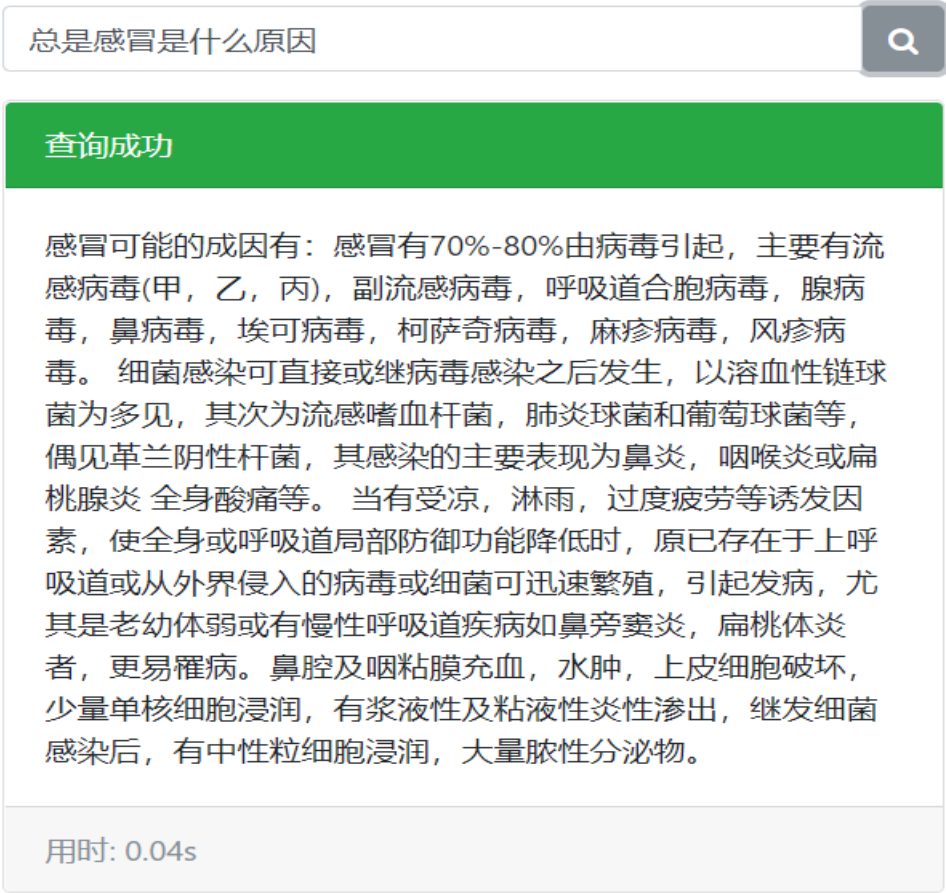 总是感冒是什么原因
查询成功
感冒可能的成因有：感冒有70%-80%由病毒引起，主要有流
感病毒(甲，乙，丙)，副流感病毒，呼吸道合胞病毒，腺病
毒，鼻病毒，埃可病毒，柯萨奇病毒，麻疹病毒，风疹病
毒。 细菌感染可直接或继病毒感染之后发生，以溶血性链球
菌为多见，其次为流感嗜血杆菌，肺炎球菌和葡萄球菌等，
偶见革兰阴性杆菌，其感染的主要表现为鼻炎，咽喉炎或扁
桃腺炎 全身酸痛等。 当有受凉，淋雨，过度疲劳等诱发因
素，使全身或呼吸道局部防御功能降低时，原已存在于上呼
吸道或从外界侵入的病毒或细菌可迅速繁殖，引起发病，尤
其是老幼体弱或有慢性呼吸道疾病如鼻旁窦炎，扁桃体炎
者，更易罹病。鼻腔及咽粘膜充血，水肿，上皮细胞破坏，
少量单核细胞浸润，有浆液性及粘液性炎性渗出，继发细菌
感染后，有中性粒细胞浸润，大量脓性分泌物。
用时: 0.04s